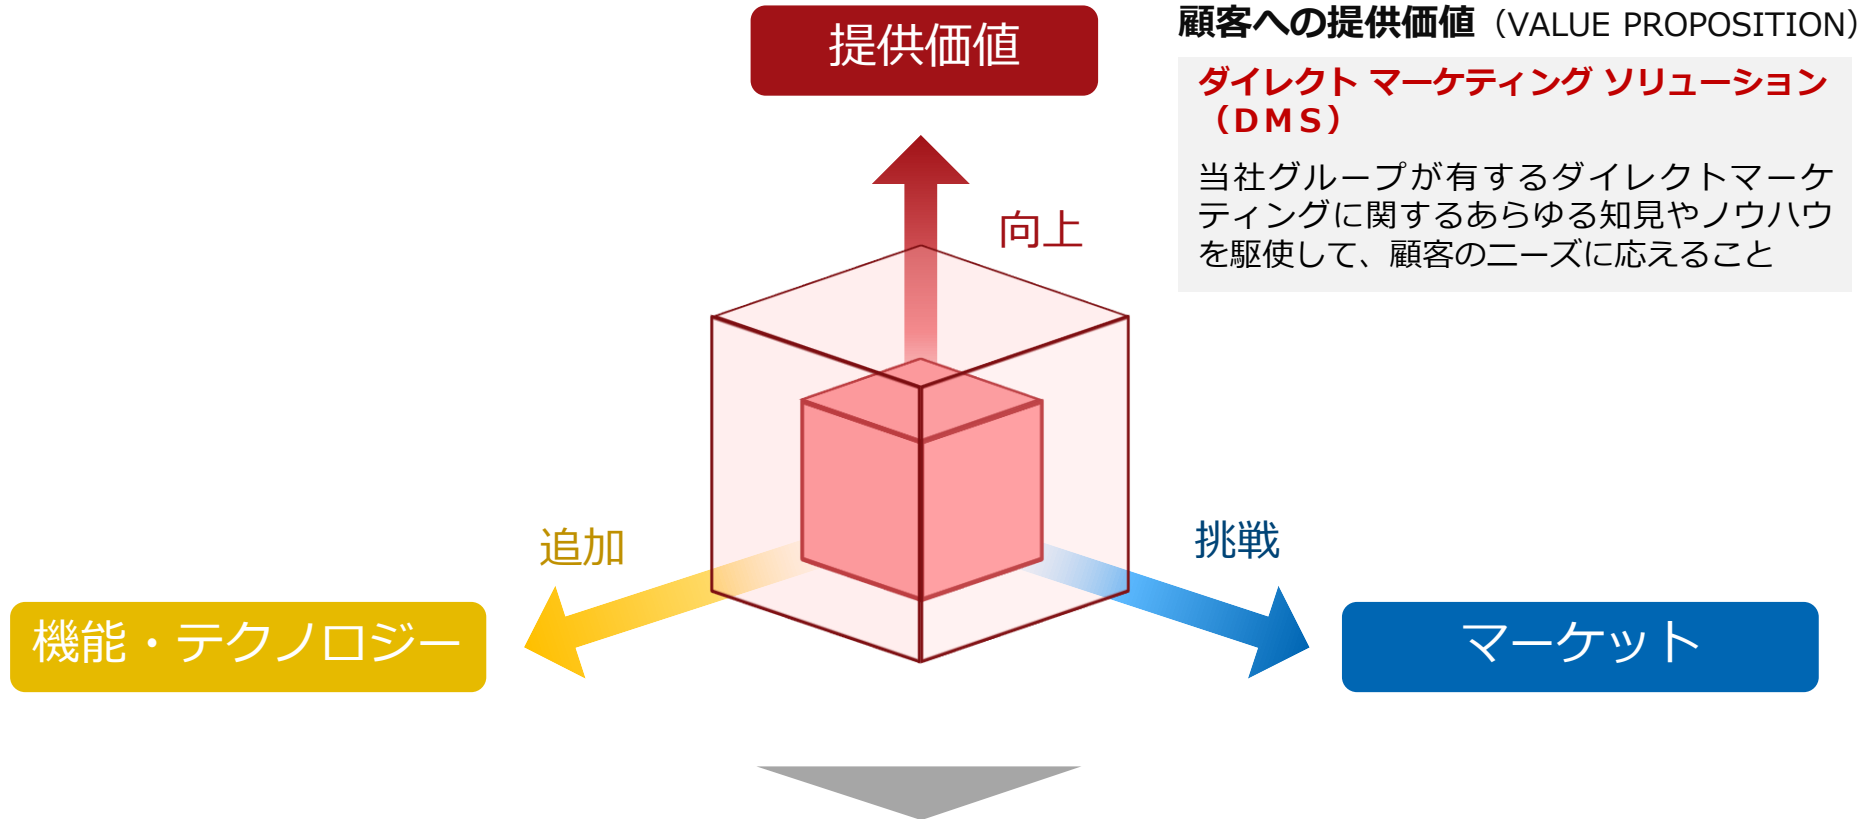 提供価値
顧客への提供価値（VALUE PROPOSITION）
ダイレクト マーケティング ソリューション
（ＤＭＳ）
当社グループが有するダイレクトマーケ
ティングに関するあらゆる知見やノウハウ
を駆使して、顧客のニーズに応えること
向上
追加
挑戦
機能・テクノロジー
マーケット